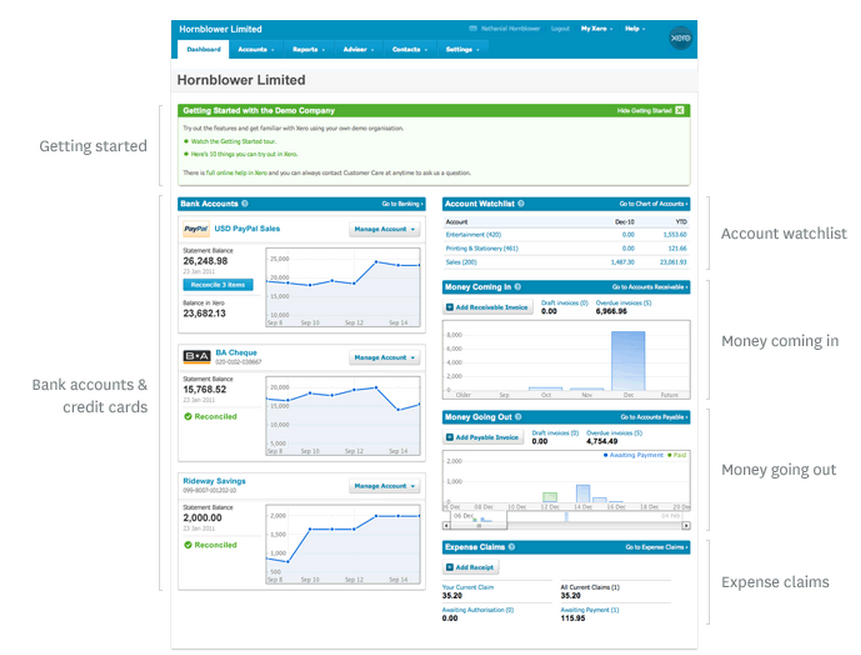 Hornblower Limited
Nathanial Hornblower Logout My Xero Help
xero
Dashboard Accounts Reports Adviser Contacts Settings
Hornblower Limited
Getting started
Getting Started with the Demo Company Hide Getting Started
Try out the features and get familiar with Xero using your own demo organisation.
Watch the Getting Started tour.
Here's 10 things you can try out in Xero.
There is full online help in Xero and you can always contact Customer Care at anytime to ask us a question.
Bank accounts &
credit cards
Bank Accounts Go to Banking ›
PayPal USD PayPal Sales Manage Account
Statement Balance
26,248.98
23 Jan 2011
Reconcile 3 items
Balance in Xero
23,682.13
25,000
20,000
15,000
10,000
Sep 8 Sep 10 Sep 12 Sep 14
B•A BA Cheque Manage Account
020-0102-038667
Statement Balance
15,768.52
23 Jan 2011
Reconciled
20,000
15,000
10,000
5,000
Sep 8 Sep 10 Sep 12 Sep 14
Rideway Savings Manage Account
Statement Balance
2,000.00
23 Jan 2011
Reconciled
2,000
1,500
1,000
500
Sep 8 Sep 10 Sep 12 Sep 14
Account Watchlist Go to Chart of Accounts ›
Account Dec-10 YTD
Entertainment (420) 0.00 1,553.60
Printing & Stationery (461) 0.00 121.66
Sales (200) 1,487.30 23,061.93
Account watchlist
Money Coming In Go to Accounts Receivable ›
Add Receivable Invoice
Draft invoices (0) Overdue invoices (5)
0.00 6,966.96
8,000
6,000
4,000
2,000
0
Older Sep Oct Nov Dec Future
Money coming in
Money Going Out Go to Accounts Payable ›
Add Payable Invoice
Draft invoices (0) Overdue invoices (5)
0.00 4,754.49
Awaiting Payment Paid
2,000
1,000
0
08 Dec 10 Dec 12 Dec 14 Dec 16 Dec 18 Dec 20 Dec
06 Dec 04 Feb
Money going out
Expense Claims Go to Expense Claims ›
Add Receipt
Your Current Claim All Current Claims (1)
35.20 35.20
Awaiting Authorisation (0) Awaiting Payment (1)
0.00 115.95
Expense claims